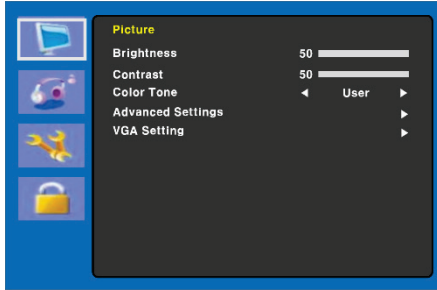 Picture
Brightness 50
Contrast 50
Color Tone User
Advanced Settings
VGA Setting